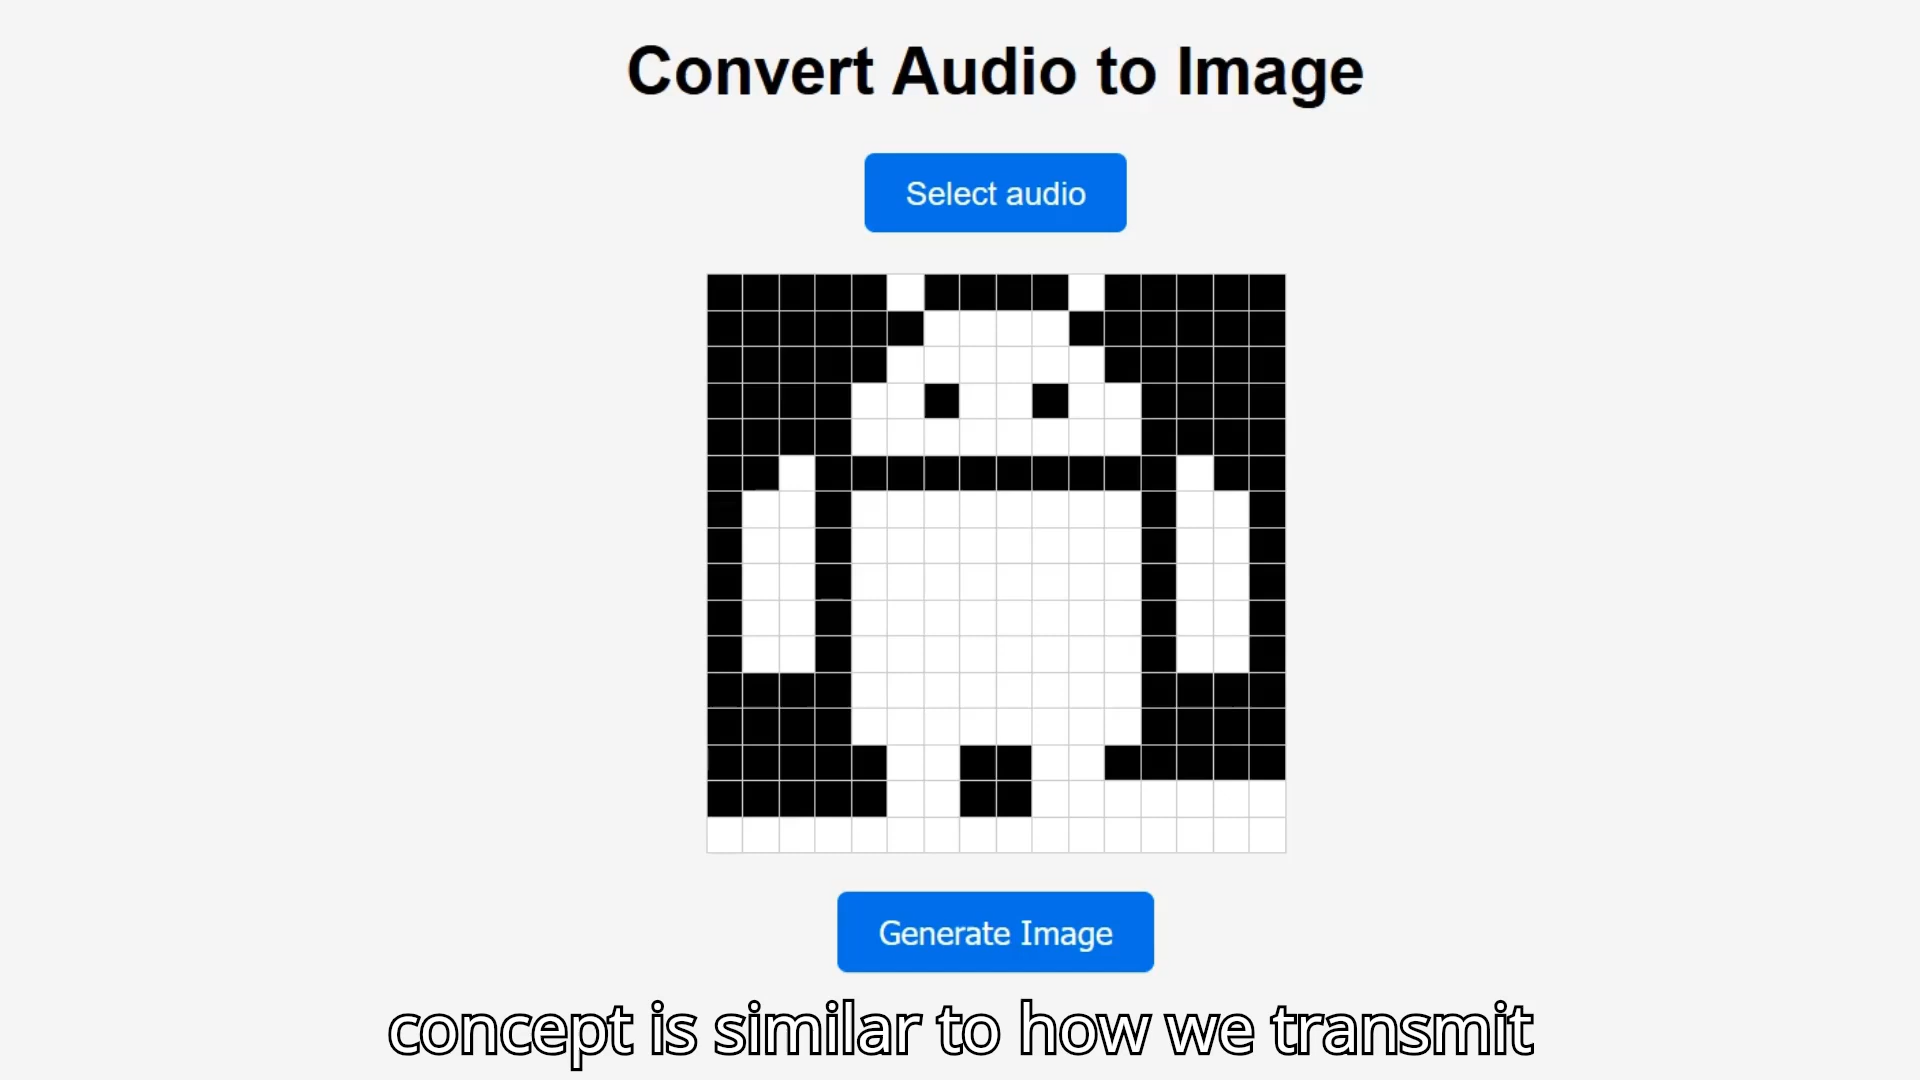 Convert Audio to Image
Select audio
Generate Image
concept is similar to how we transmit